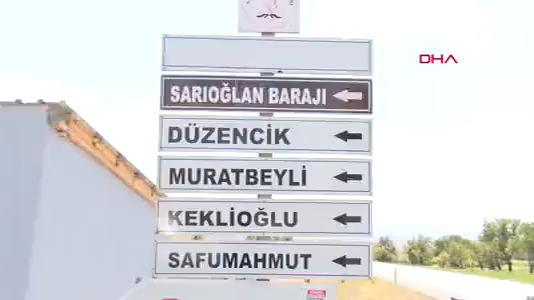 DHA
SARIOĞLAN BARAJI
DÜZENCİK
MURATBEYLİ
KEKLİOĞLU
SAFUMAHMUT